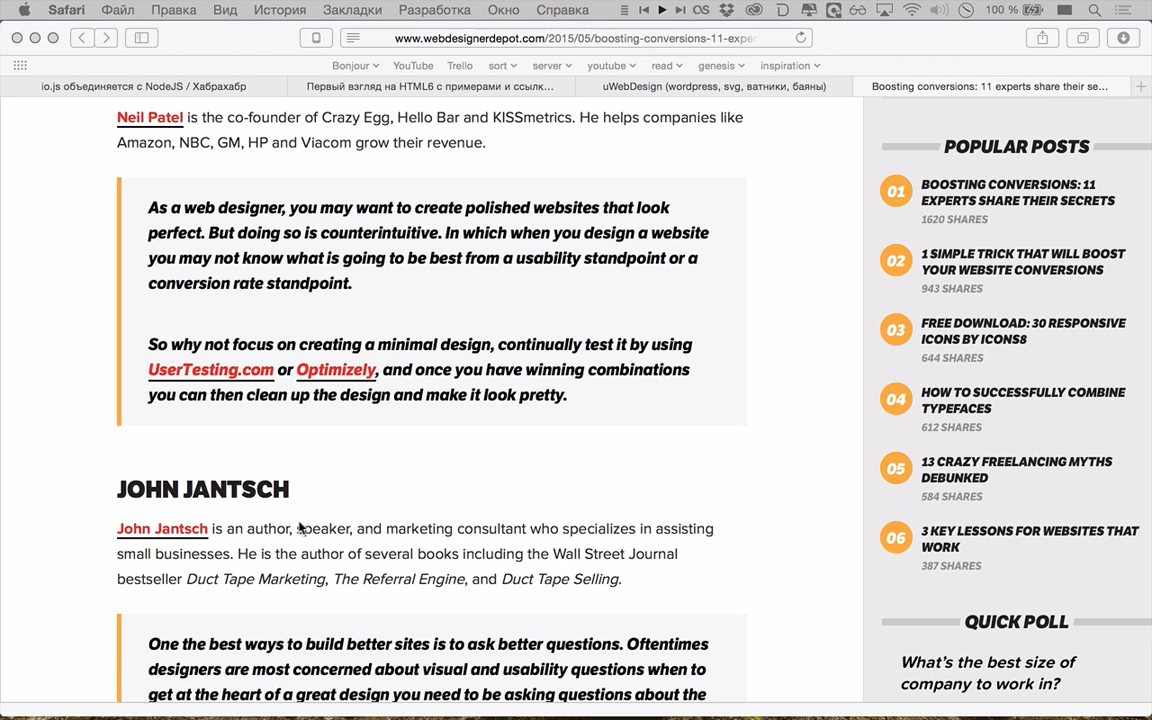 Safari Файл Правка Вид История Закладки Разработка Окно Справка 100 %
www.webdesignerdepot.com/2015/05/boosting-conversions-11-exper
Bonjour YouTube Trello sort server youtube read genesis inspiration
io.js объединяется с NodeJS / Хабрахабр Первый взгляд на HTML6 с примерами и ссылк... uWebDesign (wordpress, svg, ватники, баяны) Boosting conversions: 11 experts share their se...
Neil Patel is the co-founder of Crazy Egg, Hello Bar and KISSmetrics. He helps companies like
Amazon, NBC, GM, HP and Viacom grow their revenue.
As a web designer, you may want to create polished websites that look
perfect. But doing so is counterintuitive. In which when you design a website
you may not know what is going to be best from a usability standpoint or a
conversion rate standpoint.
So why not focus on creating a minimal design, continually test it by using
UserTesting.com or Optimizely, and once you have winning combinations
you can then clean up the design and make it look pretty.
JOHN JANTSCH
John Jantsch is an author, speaker, and marketing consultant who specializes in assisting
small businesses. He is the author of several books including the Wall Street Journal
bestseller Duct Tape Marketing, The Referral Engine, and Duct Tape Selling.
One the best ways to build better sites is to ask better questions. Oftentimes
designers are most concerned about visual and usability questions when to
get at the heart of a great design you need to be asking questions about the
POPULAR POSTS
01 BOOSTING CONVERSIONS: 11
EXPERTS SHARE THEIR SECRETS
1620 SHARES
02 1 SIMPLE TRICK THAT WILL BOOST
YOUR WEBSITE CONVERSIONS
943 SHARES
03 FREE DOWNLOAD: 30 RESPONSIVE
ICONS BY ICONS8
644 SHARES
04 HOW TO SUCCESSFULLY COMBINE
TYPEFACES
612 SHARES
05 13 CRAZY FREELANCING MYTHS
DEBUNKED
584 SHARES
06 3 KEY LESSONS FOR WEBSITES THAT
WORK
387 SHARES
QUICK POLL
What's the best size of
company to work in?